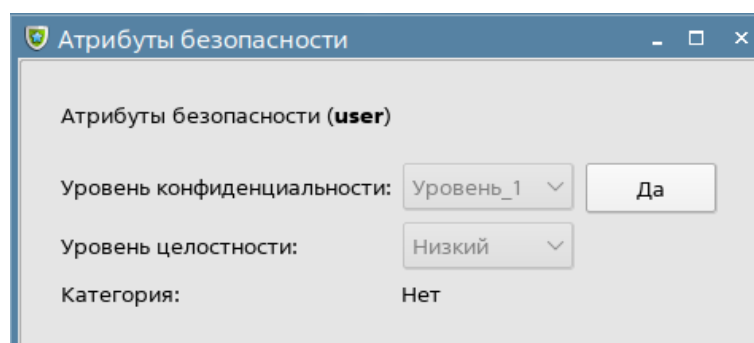 Атрибуты безопасности
Атрибуты безопасности (user)
Уровень конфиденциальности: Уровень_1 Да
Уровень целостности: Низкий
Категория: Нет